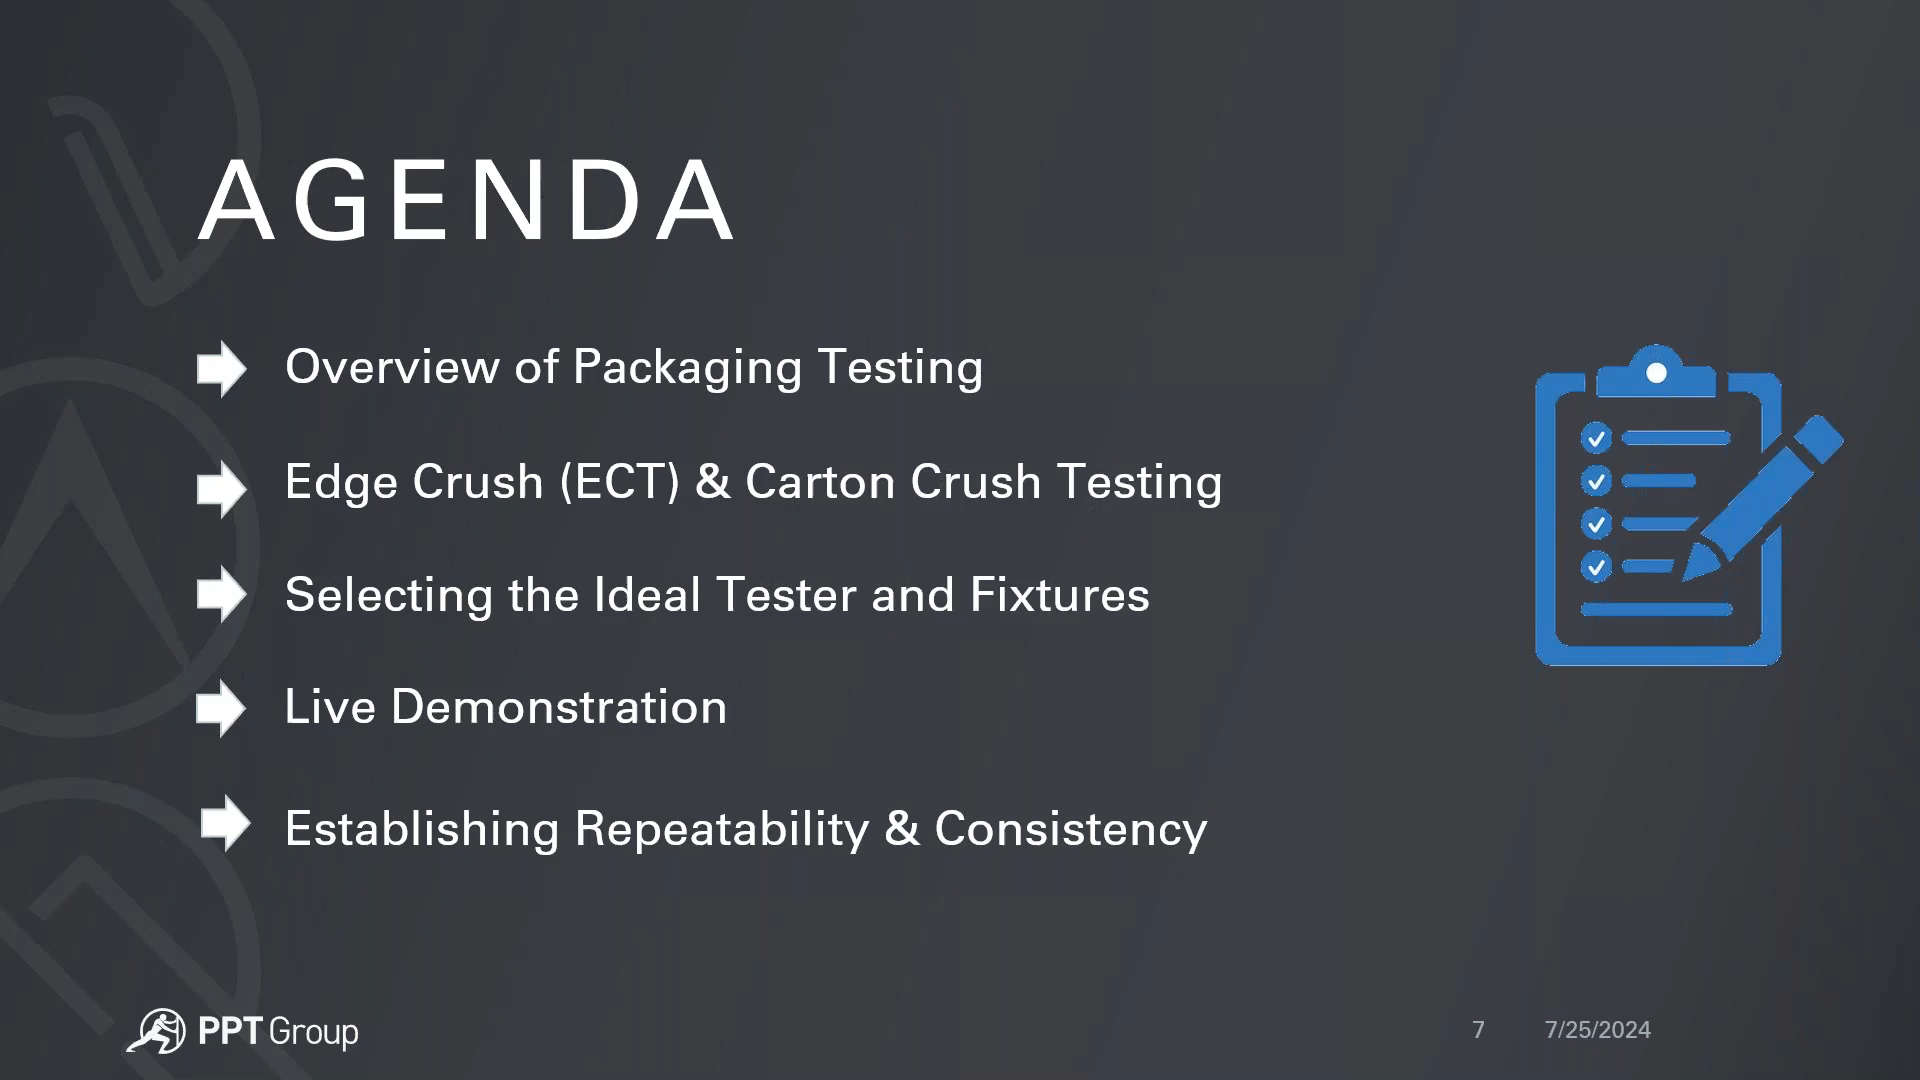 AGENDA
Overview of Packaging Testing
Edge Crush (ECT) & Carton Crush Testing
Selecting the Ideal Tester and Fixtures
Live Demonstration
Establishing Repeatability & Consistency
PPT Group
7
7/25/2024